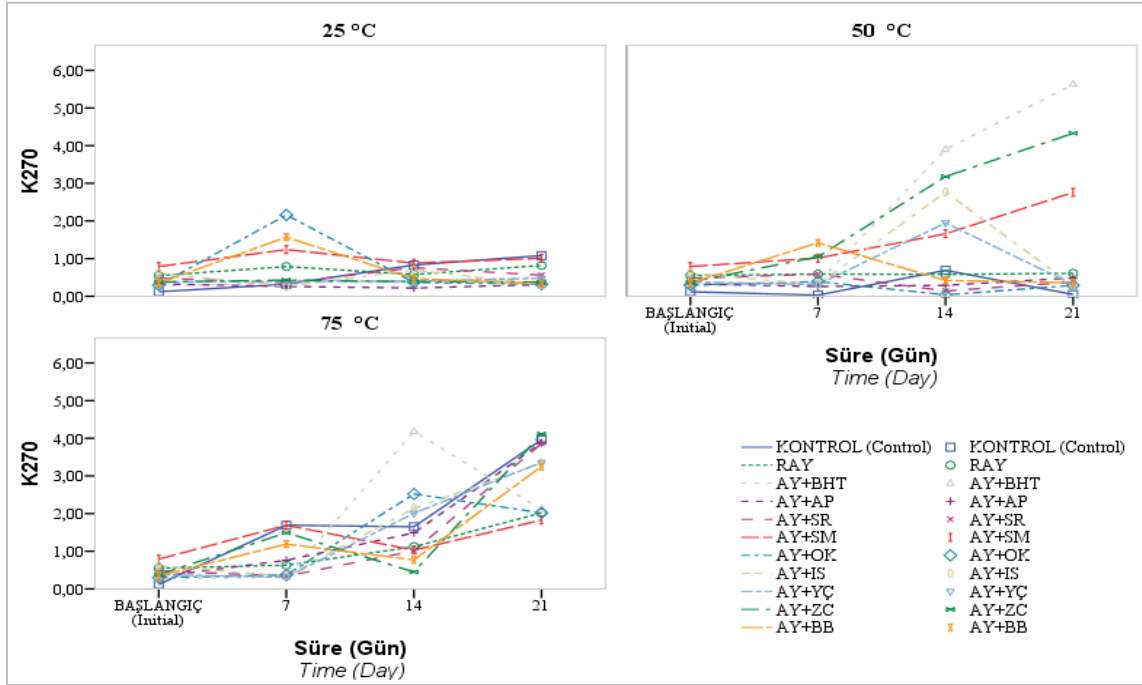 25 °C
50 °C
K270
6,00
5,00
4,00
3,00
2,00
1,00
0,00
BAŞLANGIÇ
(Initial)
7
14
21
Süre (Gün)
Time (Day)
75 °C
K270
6,00
5,00
4,00
3,00
2,00
1,00
0,00
BAŞLANGIÇ
(Initial)
7
14
21
Süre (Gün)
Time (Day)
KONTROL (Control)
RAY
AY+BHT
AY+AP
AY+SR
AY+SM
AY+OK
AY+IS
AY+YÇ
AY+ZC
AY+BB
KONTROL (Control)
RAY
AY+BHT
AY+AP
AY+SR
AY+SM
AY+OK
AY+IS
AY+YÇ
AY+ZC
AY+BB